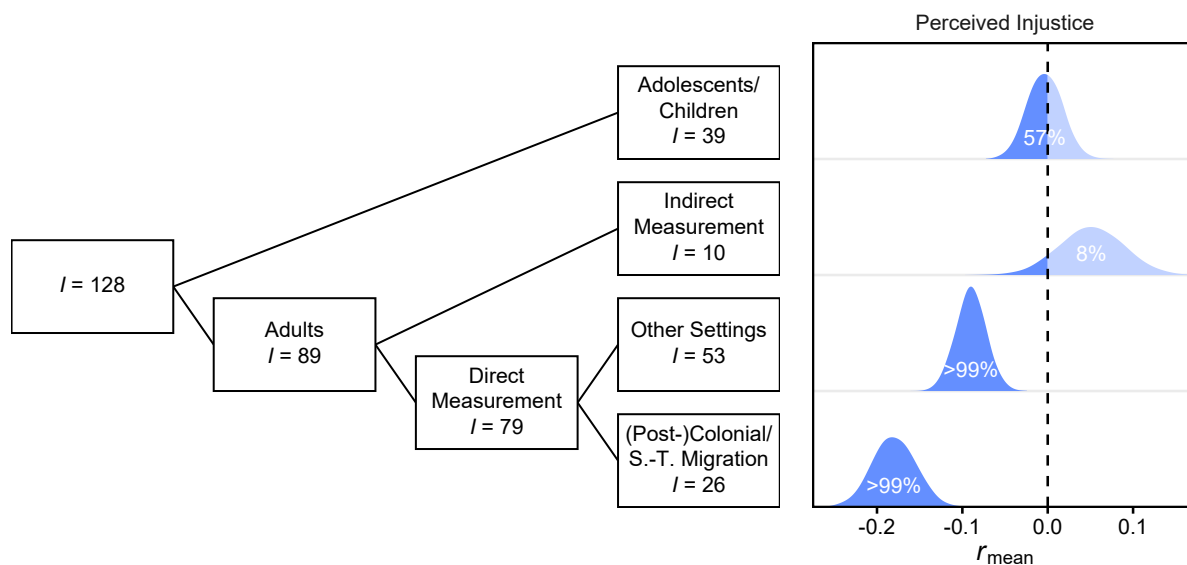 Perceived Injustice
Adolescents/
Children
I = 39
57%
Indirect
Measurement
I = 10
8%
I = 128
Adults
I = 89
Other Settings
I = 53
>99%
Direct
Measurement
I = 79
(Post-)Colonial/
S.-T. Migration
I = 26
>99%
-0.2 -0.1 0.0 0.1
rmean